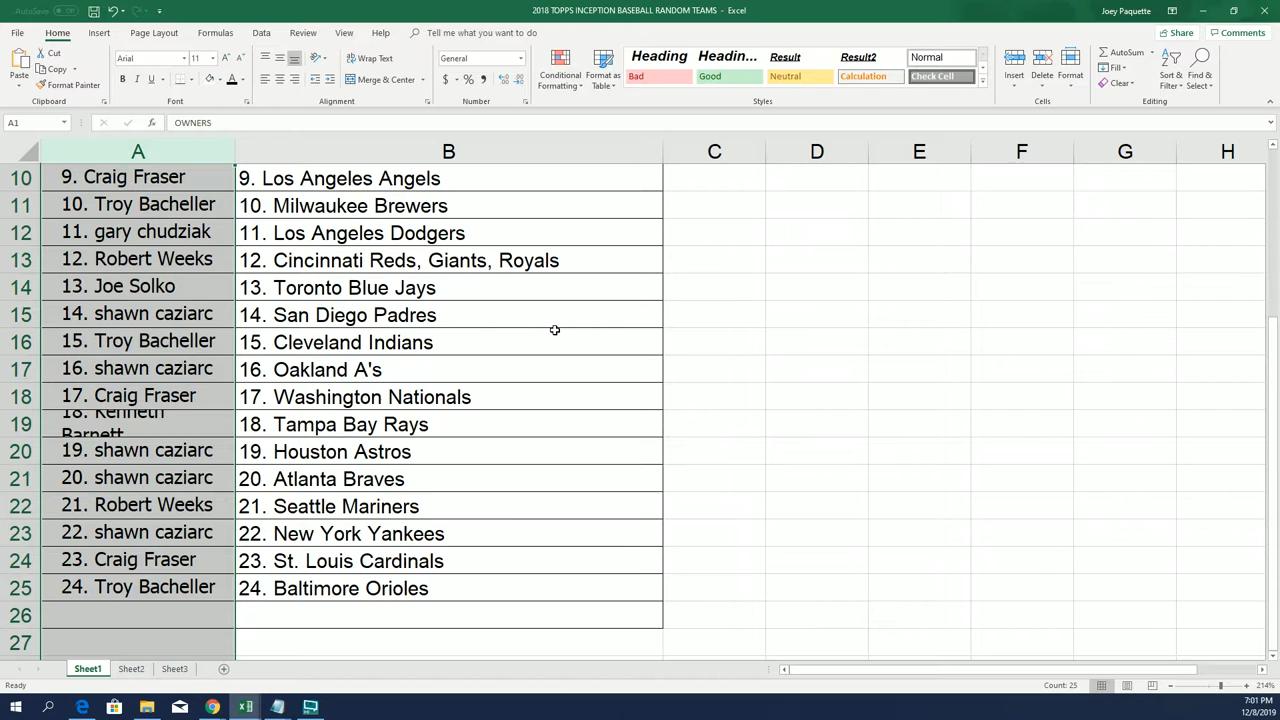 AutoSave Off 2018 TOPPS INCEPTION BASEBALL RANDOM TEAMS - Excel Joey Paquette
File Home Insert Page Layout Formulas Data Review View Help Tell me what you want to do Share Comments
Paste Cut Copy Format Painter Clipboard
Arial 11 B I U Font
Wrap Text Merge & Center Alignment
General $ % Number
Conditional Formatting Format as Table
Heading Headin... Result Result2 Normal
Bad Good Neutral Calculation Check Cell
Styles
Insert Delete Format Cells
AutoSum Fill Clear Sort & Filter Find & Select Editing
A1 fx OWNERS
A B C D E F G H
10 9. Craig Fraser 9. Los Angeles Angels
11 10. Troy Bacheller 10. Milwaukee Brewers
12 11. gary chudziak 11. Los Angeles Dodgers
13 12. Robert Weeks 12. Cincinnati Reds, Giants, Royals
14 13. Joe Solko 13. Toronto Blue Jays
15 14. shawn caziarc 14. San Diego Padres
16 15. Troy Bacheller 15. Cleveland Indians
17 16. shawn caziarc 16. Oakland A's
18 17. Craig Fraser 17. Washington Nationals
19 18. Kenneth Barnett 18. Tampa Bay Rays
20 19. shawn caziarc 19. Houston Astros
21 20. shawn caziarc 20. Atlanta Braves
22 21. Robert Weeks 21. Seattle Mariners
23 22. shawn caziarc 22. New York Yankees
24 23. Craig Fraser 23. St. Louis Cardinals
25 24. Troy Bacheller 24. Baltimore Orioles
26
27
Sheet1 Sheet2 Sheet3
Ready Count: 25 214%
7:01 PM
12/8/2019